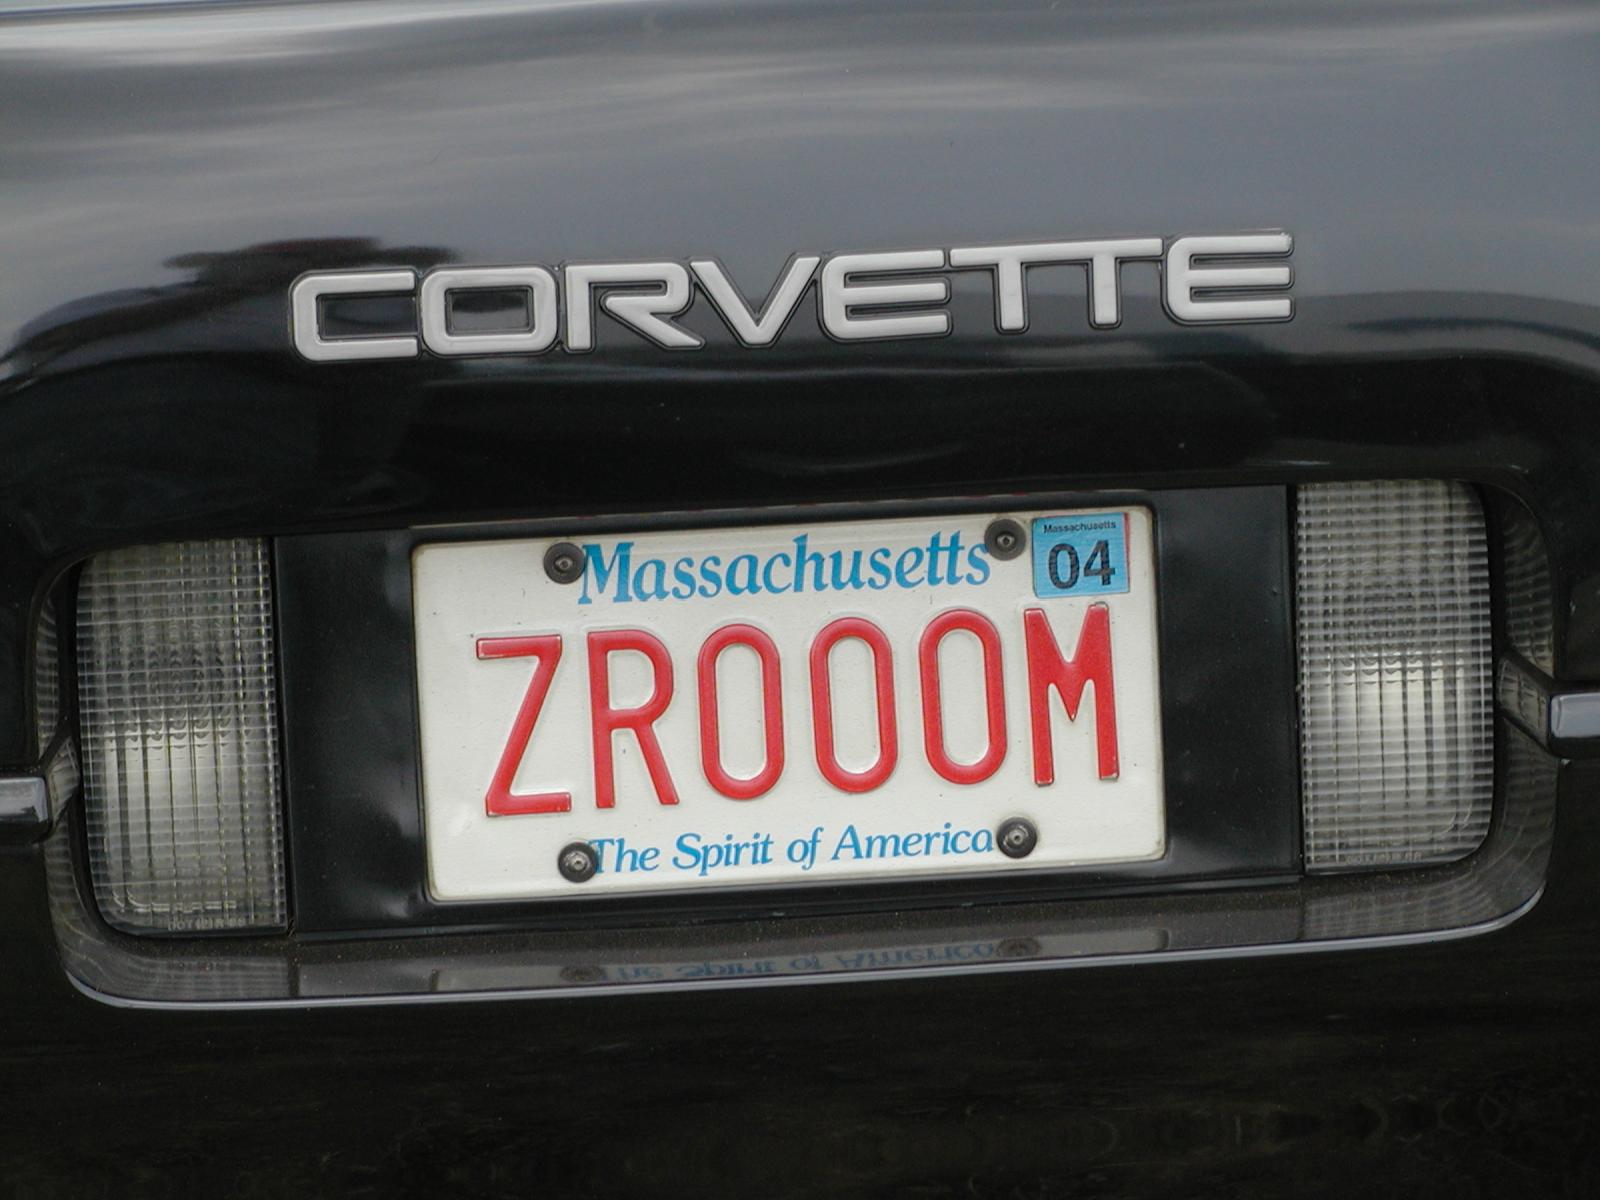 CORVETTE
Massachusetts
Massachusetts
04
ZROOOM
The Spirit of America